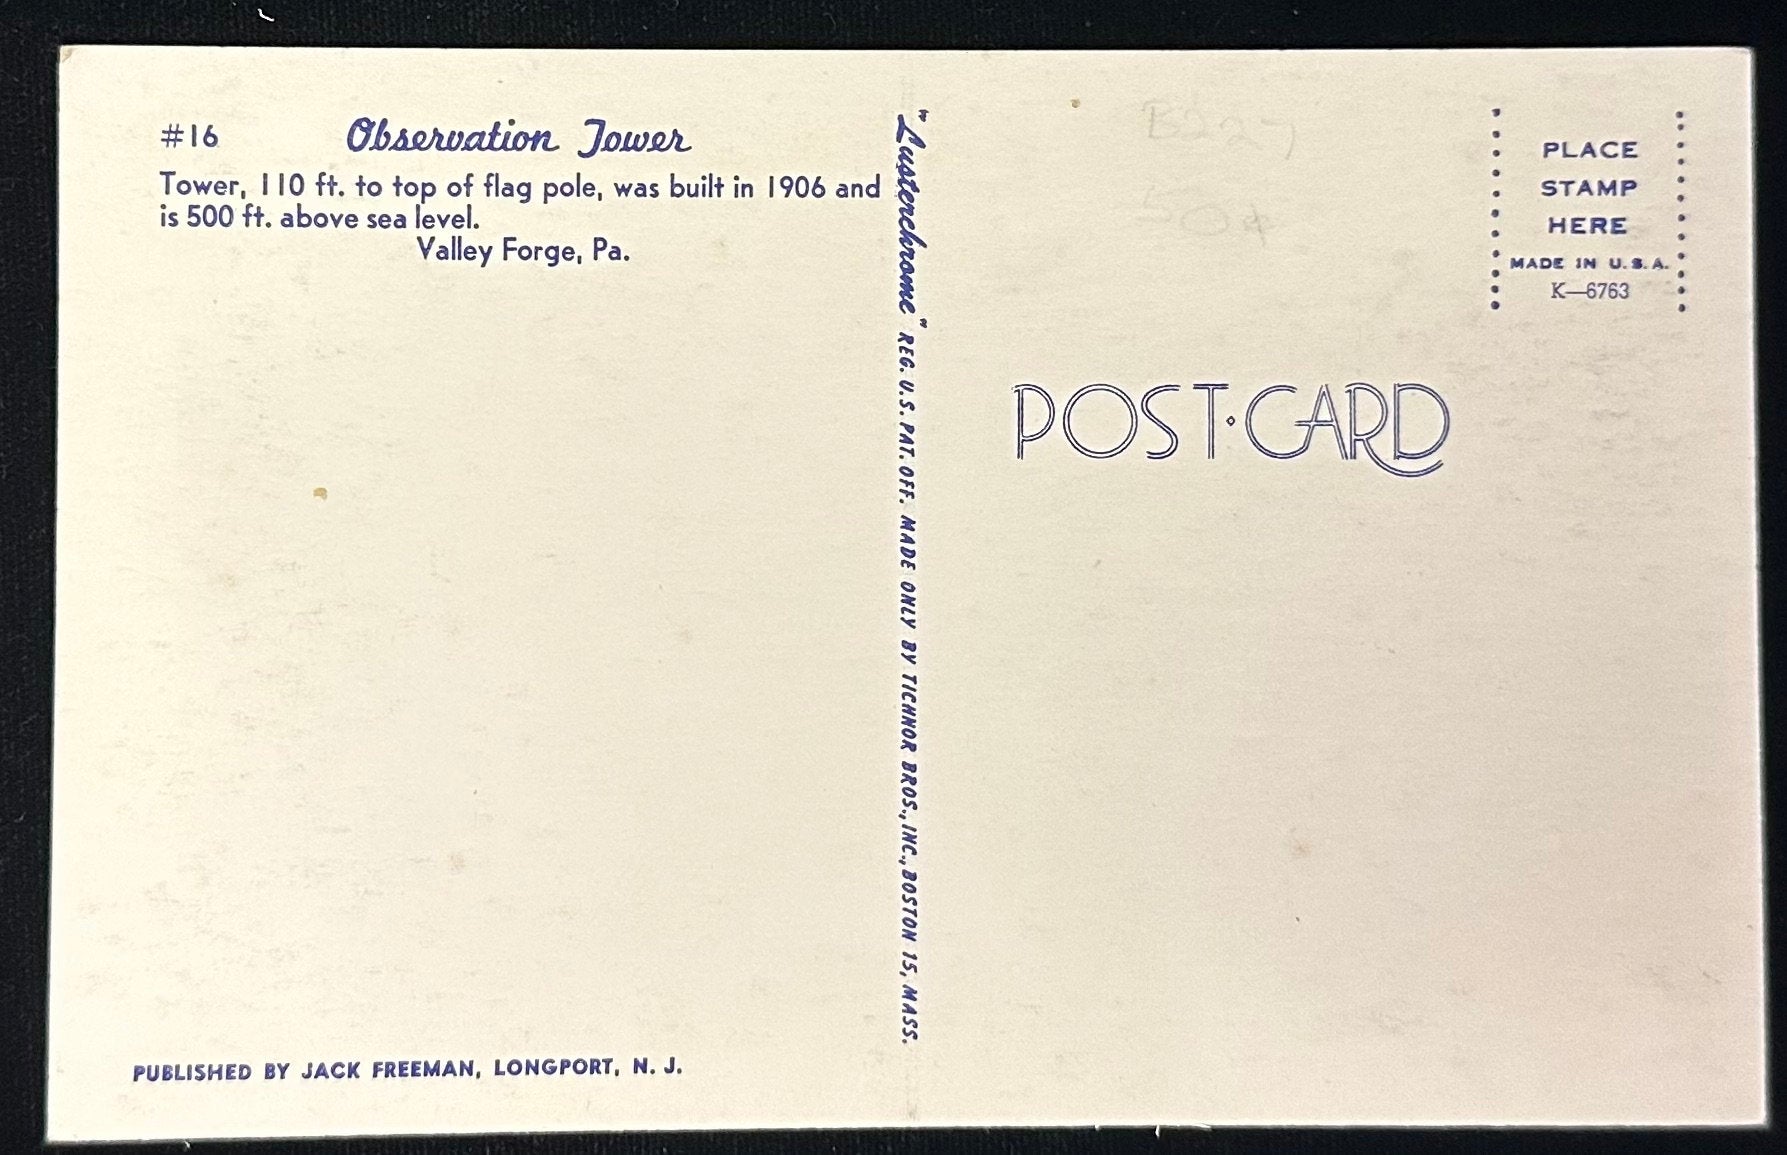 #16 Observation Tower
Tower, 110 ft. to top of flag pole, was built in 1906 and
is 500 ft. above sea level.
Valley Forge, Pa.
PUBLISHED BY JACK FREEMAN, LONGPORT, N. J.
"Lusterchrome" REG. U.S. PAT. OFF. MADE ONLY BY TICHNOR BROS., INC., BOSTON 15, MASS.
PLACE
STAMP
HERE
MADE IN U.S.A.
K—6763
POST·CARD